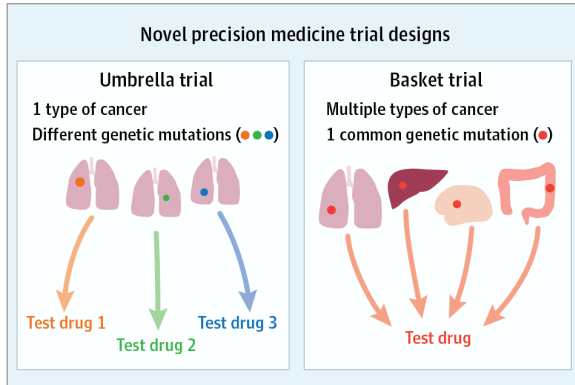 Novel precision medicine trial designs
Umbrella trial
1 type of cancer
Different genetic mutations (●●●)
Test drug 1
Test drug 2
Test drug 3
Basket trial
Multiple types of cancer
1 common genetic mutation (●)
Test drug